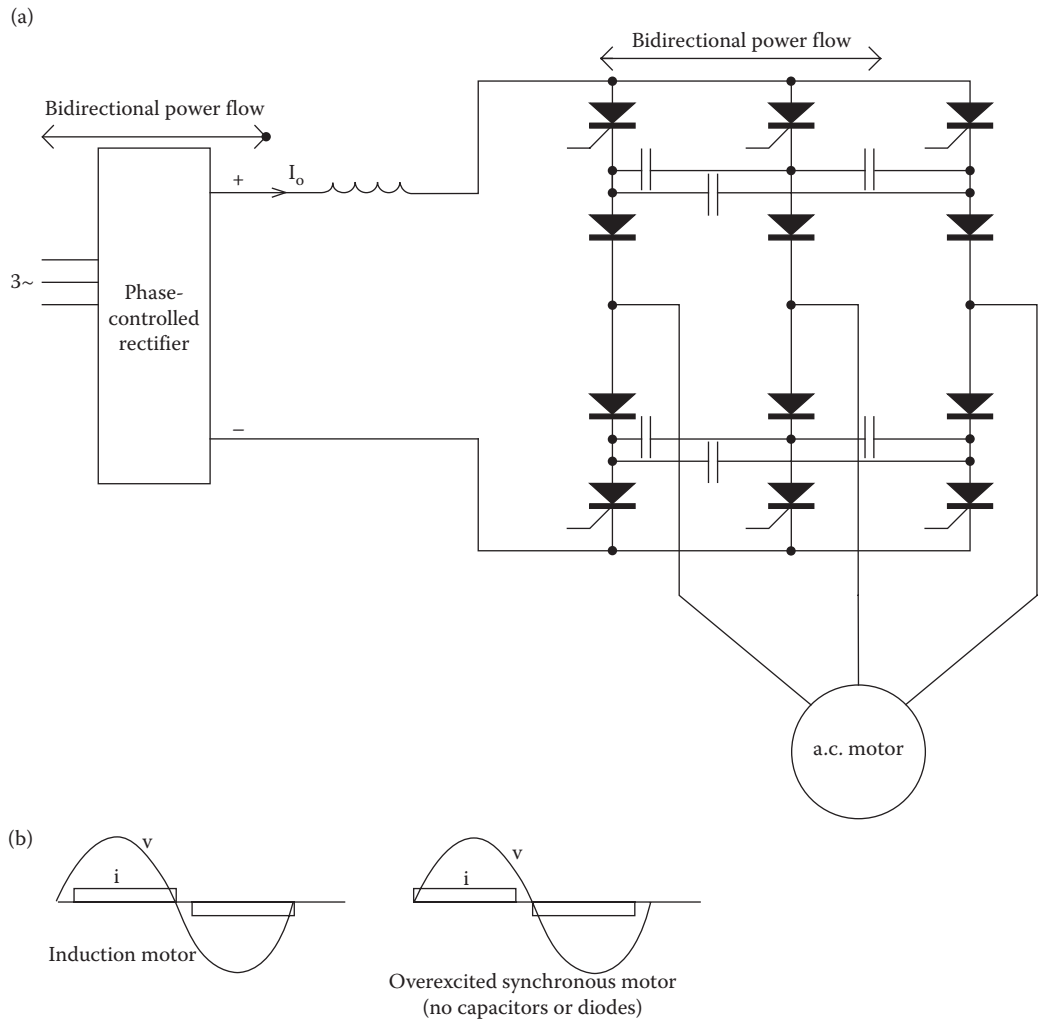 (a)
Bidirectional power flow
Bidirectional power flow
+
I₀
3~
Phase-
controlled
rectifier
−
a.c. motor
(b)
v
i
Induction motor
v
i
Overexcited synchronous motor
(no capacitors or diodes)